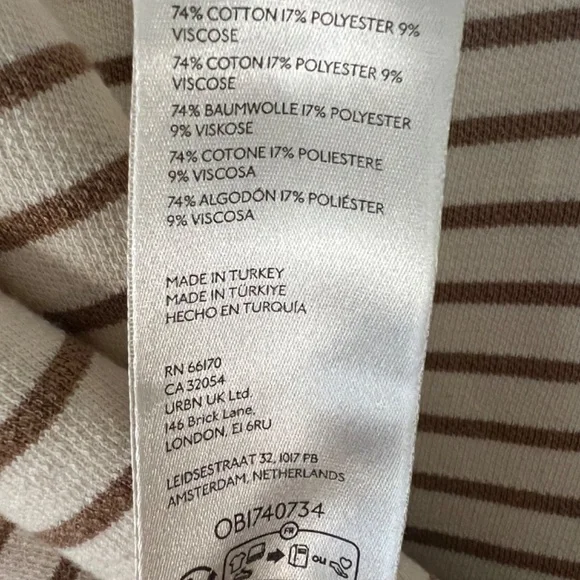 74% COTTON 17% POLYESTER 9%
VISCOSE
74% COTON 17% POLYESTER 9%
VISCOSE
74% BAUMWOLLE 17% POLYESTER
9% VISKOSE
74% COTONE 17% POLIESTERE
9% VISCOSA
74% ALGODÓN 17% POLIÉSTER
9% VISCOSA
MADE IN TURKEY
MADE IN TÜRKIYE
HECHO EN TURQUÍA
RN 66170
CA 32054
URBN UK Ltd.
146 Brick Lane,
LONDON, E1 6RU
LEIDSESTRAAT 32, 1017 PB
AMSTERDAM, NETHERLANDS
OB1740734
FR
ou